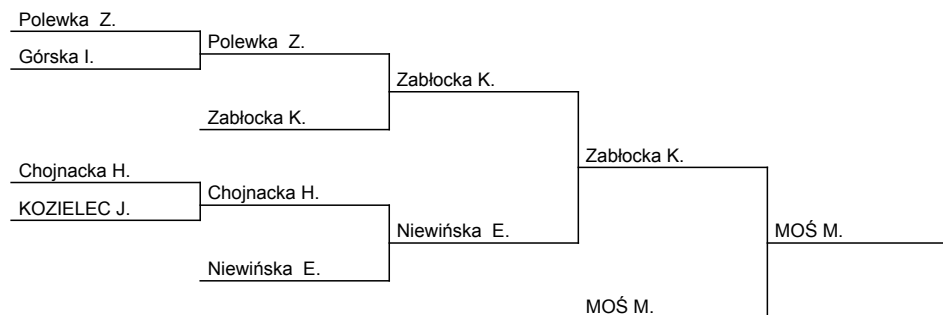 Polewka Z.
Górska I.
Polewka Z.
Zabłocka K.
Zabłocka K.
Chojnacka H.
KOZIELEC J.
Chojnacka H.
Niewińska E.
Niewińska E.
Zabłocka K.
MOŚ M.
MOŚ M.